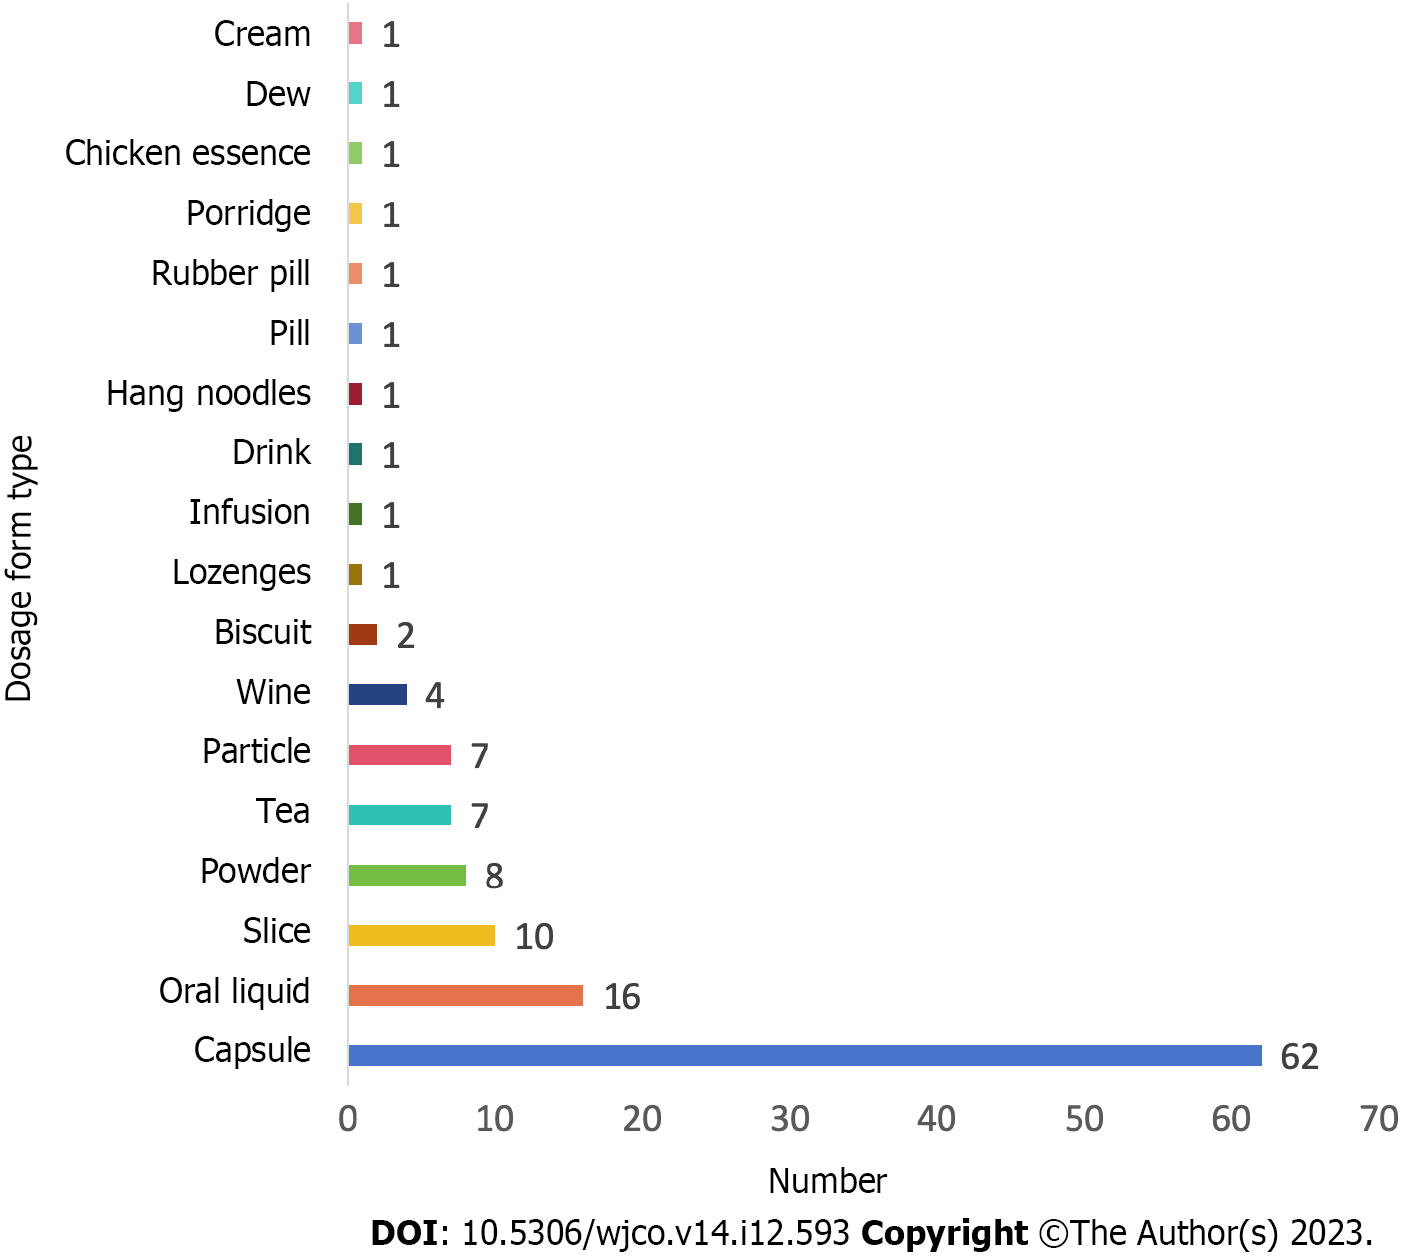 Cream 1
Dew 1
Chicken essence 1
Porridge 1
Rubber pill 1
Pill 1
Hang noodles 1
Drink 1
Infusion 1
Lozenges 1
Biscuit 2
Wine 4
Particle 7
Tea 7
Powder 8
Slice 10
Oral liquid 16
Capsule 62
Dosage form type
0 10 20 30 40 50 60 70
Number
DOI: 10.5306/wjco.v14.i12.593 Copyright ©The Author(s) 2023.